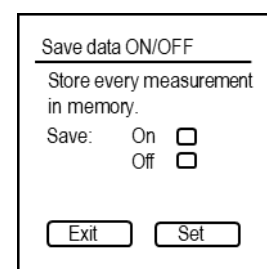 Save data ON/OFF
Store every measurement
in memory.
Save: On
Off
Exit Set